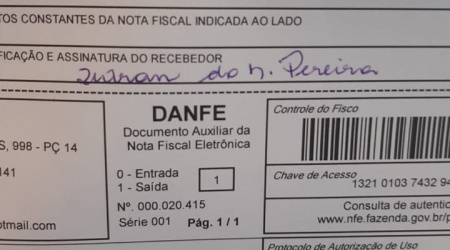 TOS CONSTANTES DA NOTA FISCAL INDICADA AO LADO
FICAÇÃO E ASSINATURA DO RECEBEDOR
do n. Pereira
DANFE
Documento Auxiliar da
Nota Fiscal Eletrônica
0 - Entrada
1 - Saída
1
Nº. 000.020.415
Série 001 Pág. 1 / 1
S, 998 - PÇ 14
141
otmail.com
Controle do Fisco
Chave de Acesso
1321 0103 7432 94
Consulta de autentic
www.nfe.fazenda.gov.br/p
Protocolo de Autorização de Uso